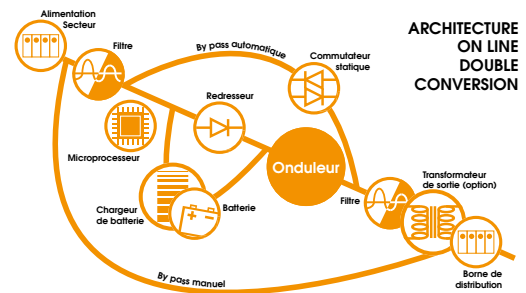 ARCHITECTURE
ON LINE
DOUBLE
CONVERSION
Alimentation
Secteur
Filtre
By pass automatique
Commutateur
statique
Redresseur
Microprocesseur
Onduleur
Transformateur
de sortie (option)
Chargeur
de batterie
Batterie
Filtre
By pass manuel
Borne de
distribution